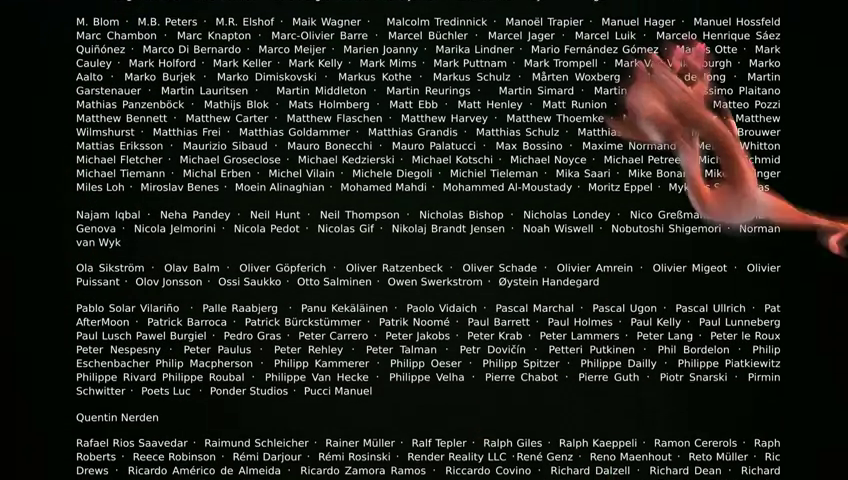 M. Blom · M.B. Peters · M.R. Elshof · Maik Wagner · Malcolm Tredinnick · Manoël Trapier · Manuel Hager · Manuel Hossfeld
Marc Chambon · Marc Knapton · Marc-Olivier Barre · Marcel Büchler · Marcel Jager · Marcel Luik · Marcelo Henrique Sáez
Quiñónez · Marco Di Bernardo · Marco Meijer · Marien Joanny · Marika Lindner · Mario Fernández Gómez · Otte · Mark
Cauley · Mark Holford · Mark Keller · Mark Kelly · Mark Mims · Mark Puttnam · Mark Trompell · Mark · Marko
Aalto · Marko Burjek · Marko Dimiskovski · Markus Kothe · Markus Schulz · Mårten Woxberg · Jong · Martin
Garstenauer · Martin Lauritsen · Martin Middleton · Martin Reurings · Martin Simard · Plaitano
Mathias Panzenböck · Mathijs Blok · Mats Holmberg · Matt Ebb · Matt Henley · Matt Runion · Matteo Pozzi
Matthew Bennett · Matthew Carter · Matthew Flaschen · Matthew Harvey · Matthew Thoemke · Matthew
Wilmshurst · Matthias Frei · Matthias Goldammer · Matthias Grandis · Matthias Schulz · Brouwer
Mattias Eriksson · Maurizio Sibaud · Mauro Bonecchi · Mauro Palatucci · Max Bossino · Maxime · Whitton
Michael Fletcher · Michael Groseclose · Michael Kedzierski · Michael Kotschi · Michael Noyce · Michael
Michael Tiemann · Michal Erben · Michel Vilain · Michele Diegoli · Michiel Tieleman · Mika Saari · Mike
Miles Loh · Miroslav Benes · Moein Alinaghian · Mohamed Mahdi · Mohammed Al-Moustady · Moritz Eppel ·
Najam Iqbal · Neha Pandey · Neil Hunt · Neil Thompson · Nicholas Bishop · Nicholas Londey · Nico
Genova · Nicola Jelmorini · Nicola Pedot · Nicolas Gif · Nikolaj Brandt Jensen · Noah Wiswell · Nobutoshi Shigemori · Norman
van Wyk
Ola Sikström · Olav Balm · Oliver Göpferich · Oliver Ratzenbeck · Oliver Schade · Olivier Amrein · Olivier Migeot · Olivier
Puissant · Olov Jonsson · Ossi Saukko · Otto Salminen · Owen Swerkstrom · Øystein Handegard
Pablo Solar Vilariño · Palle Raabjerg · Panu Kekäläinen · Paolo Vidaich · Pascal Marchal · Pascal Ugon · Pascal Ullrich · Pat
AfterMoon · Patrick Barroca · Patrick Bürckstümmer · Patrik Noomé · Paul Barrett · Paul Holmes · Paul Kelly · Paul Lunneberg
Paul Lusch Pawel Burgiel · Pedro Gras · Peter Carrero · Peter Jakobs · Peter Krab · Peter Lammers · Peter Lang · Peter le Roux
Peter Nespesny · Peter Paulus · Peter Rehley · Peter Talman · Petr Dovičín · Petteri Putkinen · Phil Bordelon · Philip
Eschenbacher Philip Macpherson · Philipp Kammerer · Philipp Oeser · Philipp Spitzer · Philippe Dailly · Philippe Piatkiewitz
Philippe Rivard Philippe Roubal · Philippe Van Hecke · Philippe Velha · Pierre Chabot · Pierre Guth · Piotr Snarski · Pirmin
Schwitter · Poets Luc · Ponder Studios · Pucci Manuel
Quentin Nerden
Rafael Rios Saavedar · Raimund Schleicher · Rainer Müller · Ralf Tepler · Ralph Giles · Ralph Kaeppeli · Ramon Cererols · Raph
Roberts · Reece Robinson · Rémi Darjour · Rémi Rosinski · Render Reality LLC · René Genz · Reno Maenhout · Reto Müller · Ric
Drews · Ricardo Américo de Almeida · Ricardo Zamora Ramos · Riccardo Covino · Richard Dalzell · Richard Dean · Richard